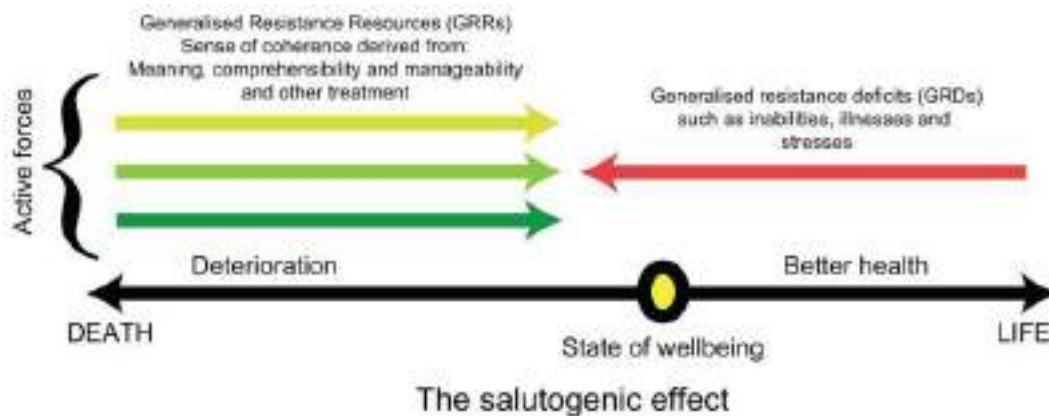 Generalised Resistance Resources (GRRs)
Sense of coherence derived from:
Meaning, comprehensibility and manageability
and other treatment
Generalised resistance deficits (GRDs)
such as inabilities, illnesses and
stresses
Active forces
Deterioration
Better health
DEATH
LIFE
State of wellbeing
The salutogenic effect